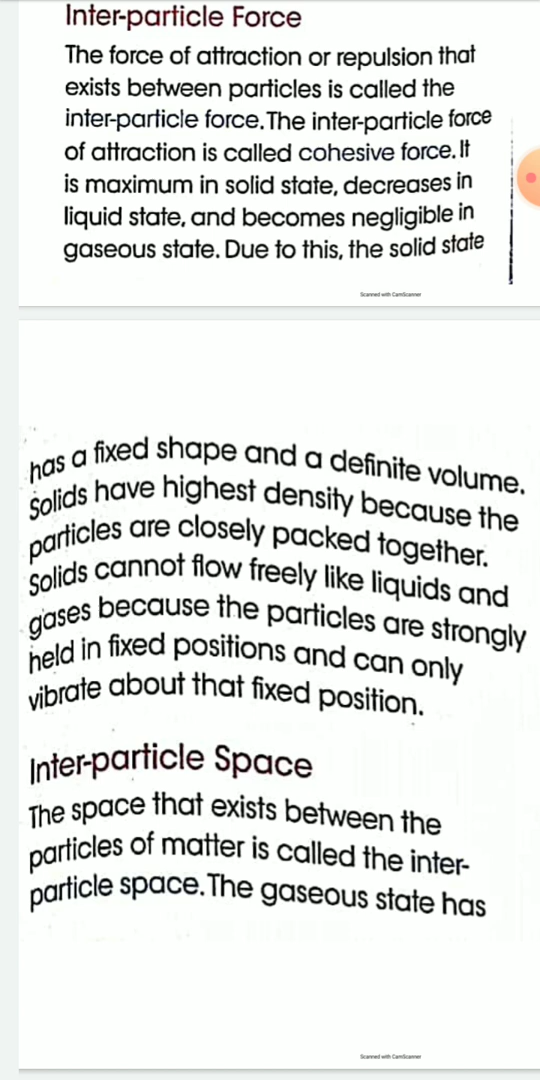 Inter-particle Force
The force of attraction or repulsion that
exists between particles is called the
inter-particle force. The inter-particle force
of attraction is called cohesive force. It
is maximum in solid state, decreases in
liquid state, and becomes negligible in
gaseous state. Due to this, the solid state
Scanned with CamScanner
has a fixed shape and a definite volume.
Solids have highest density because the
particles are closely packed together.
Solids cannot flow freely like liquids and
gases because the particles are strongly
held in fixed positions and can only
vibrate about that fixed position.
Inter-particle Space
The space that exists between the
particles of matter is called the inter-
particle space. The gaseous state has
Scanned with CamScanner